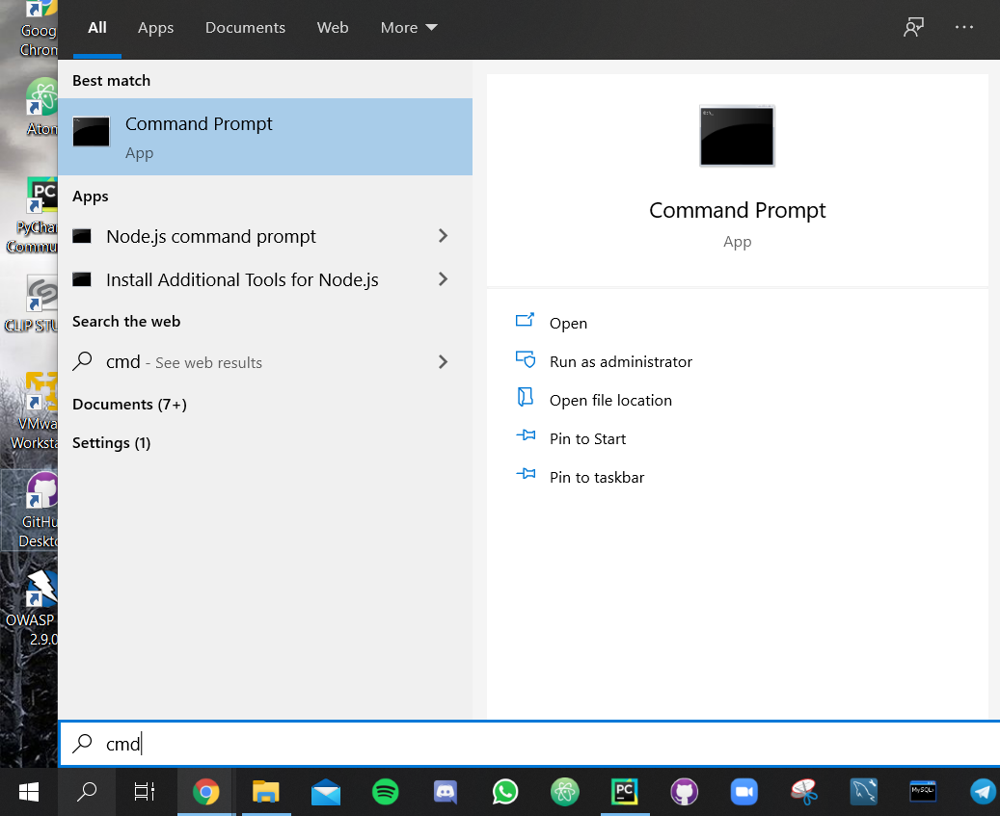 All Apps Documents Web More
Best match
Command Prompt
App
Apps
Node.js command prompt
Install Additional Tools for Node.js
Search the web
cmd - See web results
Documents (7+)
Settings (1)
Command Prompt
App
Open
Run as administrator
Open file location
Pin to Start
Pin to taskbar
cmd
Goog
Chron
Aton
PC
PyChar
Commu
CLIP STU
VMwa
Worksta
GitHu
Deskto
OWASP
2.9.0
PC
MySQL